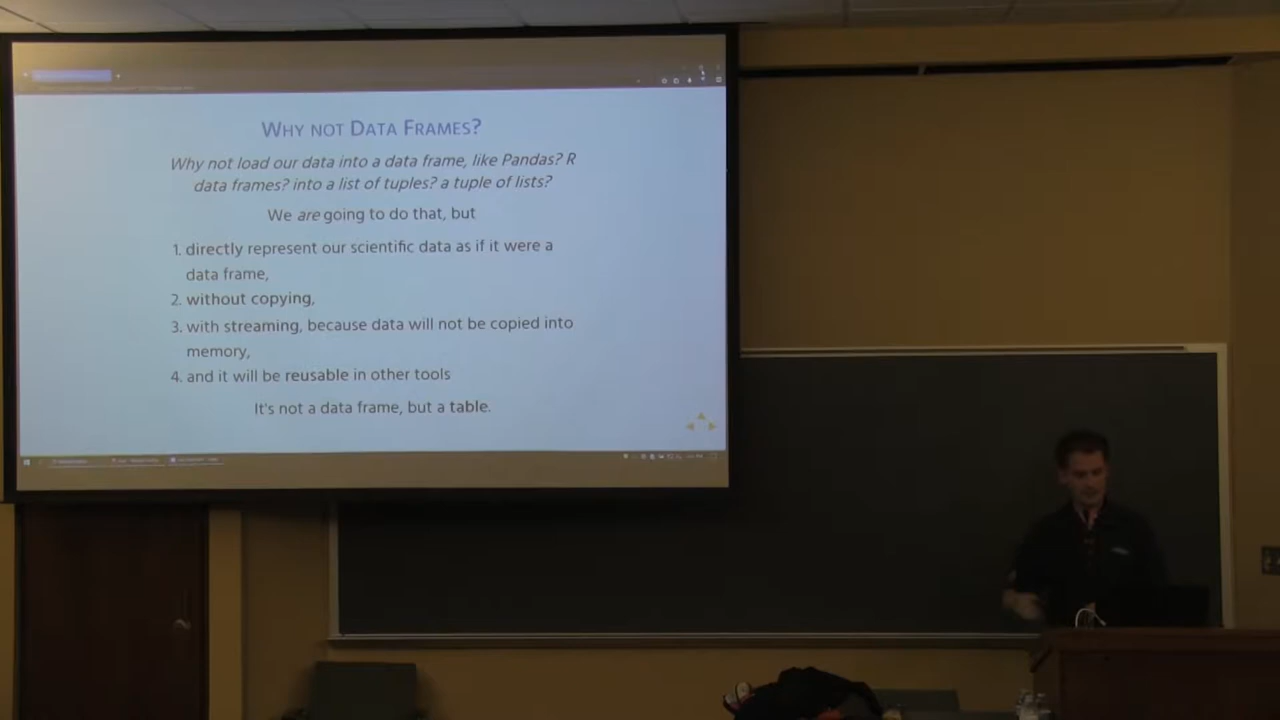 WHY NOT DATA FRAMES?
Why not load our data into a data frame, like Pandas? R
data frames? into a list of tuples? a tuple of lists?
We are going to do that, but
1. directly represent our scientific data as if it were a
data frame,
2. without copying,
3. with streaming, because data will not be copied into
memory,
4. and it will be reusable in other tools
It's not a data frame, but a table.